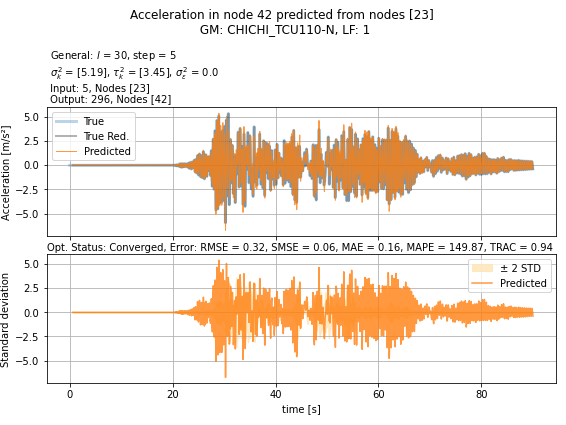 Acceleration in node 42 predicted from nodes [23]
GM: CHICHI_TCU110-N, LF: 1
General: l = 30, step = 5
σ²ₖ = [5.19], τ²ₖ = [3.45], σ²ε = 0.0
Input: 5, Nodes [23]
Output: 296, Nodes [42]
Acceleration [m/s²]
5.0
2.5
0.0
−2.5
−5.0
True
True Red.
Predicted
Opt. Status: Converged, Error: RMSE = 0.32, SMSE = 0.06, MAE = 0.16, MAPE = 149.87, TRAC = 0.94
Standard deviation
5.0
2.5
0.0
−2.5
−5.0
± 2 STD
Predicted
0 20 40 60 80
time [s]